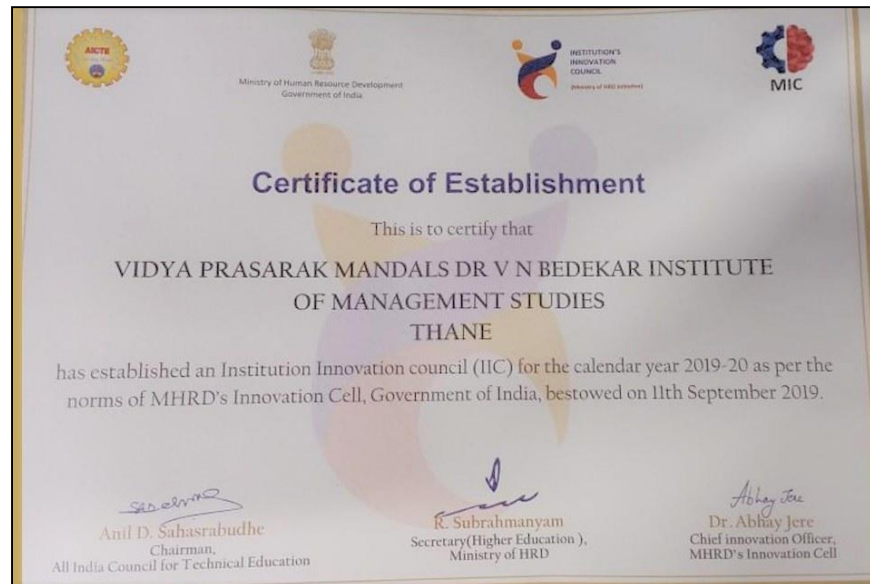 AICTE
Ministry of Human Resource Development
Government of India
INSTITUTION'S
INNOVATION
COUNCIL
(Ministry of HRD Initiative)
MIC
Certificate of Establishment
This is to certify that
VIDYA PRASARAK MANDALS DR V N BEDEKAR INSTITUTE
OF MANAGEMENT STUDIES
THANE
has established an Institution Innovation council (IIC) for the calendar year 2019-20 as per the
norms of MHRD's Innovation Cell, Government of India, bestowed on 11th September 2019.
Abhay Jere
Anil D. Sahasrabudhe
Chairman,
All India Council for Technical Education
R. Subrahmanyam
Secretary(Higher Education ),
Ministry of HRD
Dr. Abhay Jere
Chief innovation Officer,
MHRD's Innovation Cell